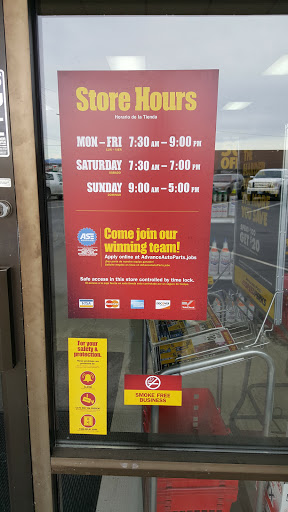 Store Hours
Horario de la Tienda
MON – FRI 7:30 AM – 9:00 PM
SATURDAY 7:30 AM – 7:00 PM
SUNDAY 9:00 AM – 5:00 PM
ASE
Come join our
winning team!
Apply online at AdvanceAutoParts.jobs
Safe access in this store controlled by time lock.
VISA
DISCOVER
For your
safety &
protection.
SMOKE FREE
BUSINESS